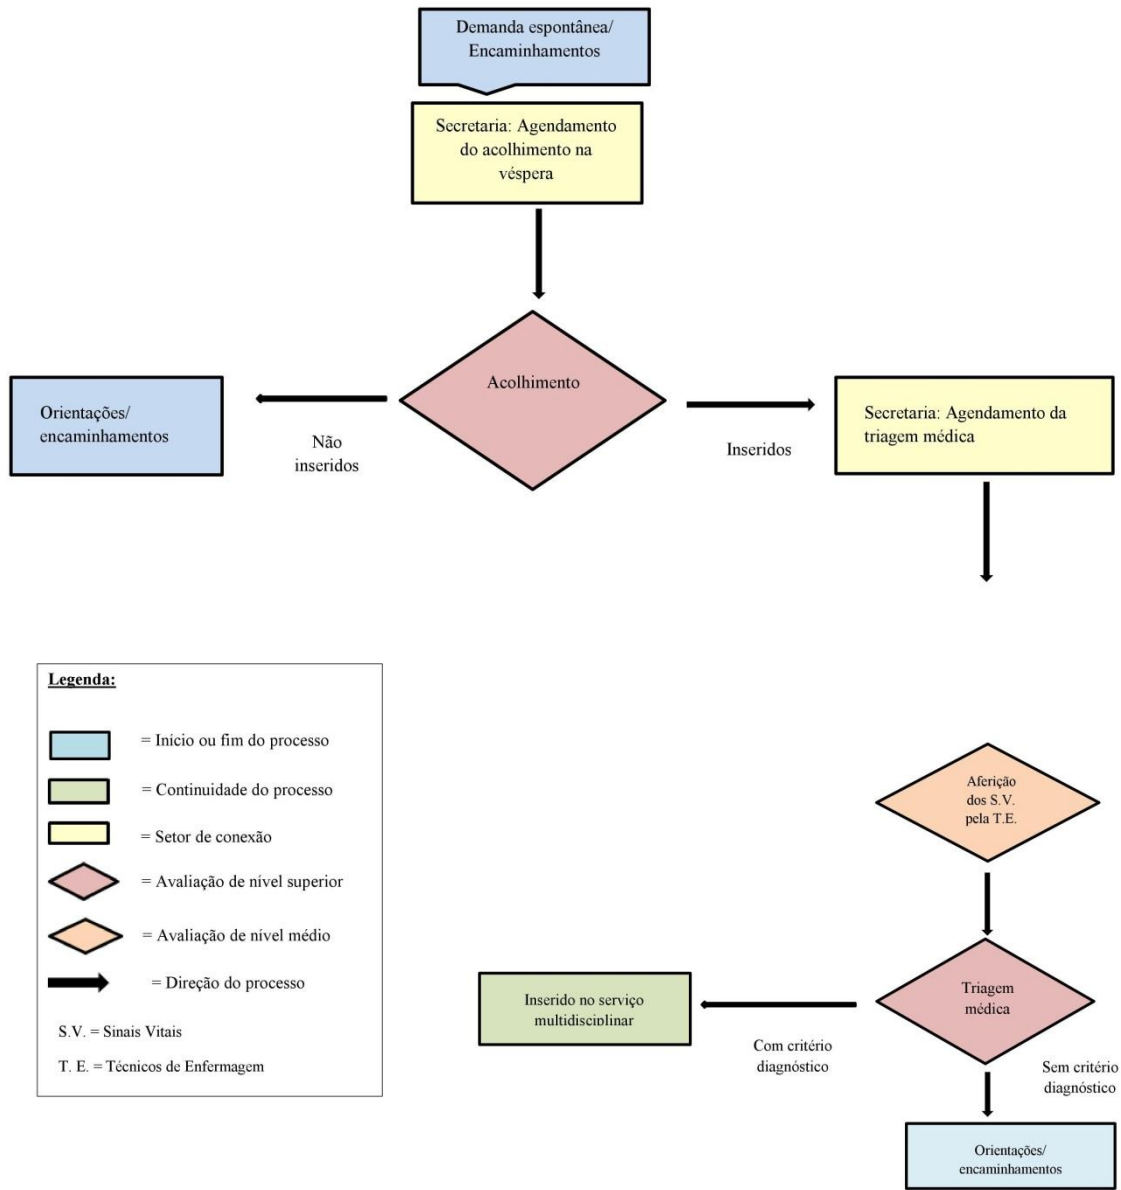 Demanda espontânea/
Encaminhamentos
Secretaria: Agendamento
do acolhimento na
véspera
Acolhimento
Orientações/
encaminhamentos
Não
inseridos
Inseridos
Secretaria: Agendamento da
triagem médica
Legenda:
= Início ou fim do processo
= Continuidade do processo
= Setor de conexão
= Avaliação de nível superior
= Avaliação de nível médio
= Direção do processo
S.V. = Sinais Vitais
T. E. = Técnicos de Enfermagem
Aferição
dos S.V.
pela T.E.
Triagem
médica
Inserido no serviço
multidisciplinar
Com critério
diagnóstico
Sem critério
diagnóstico
Orientações/
encaminhamentos